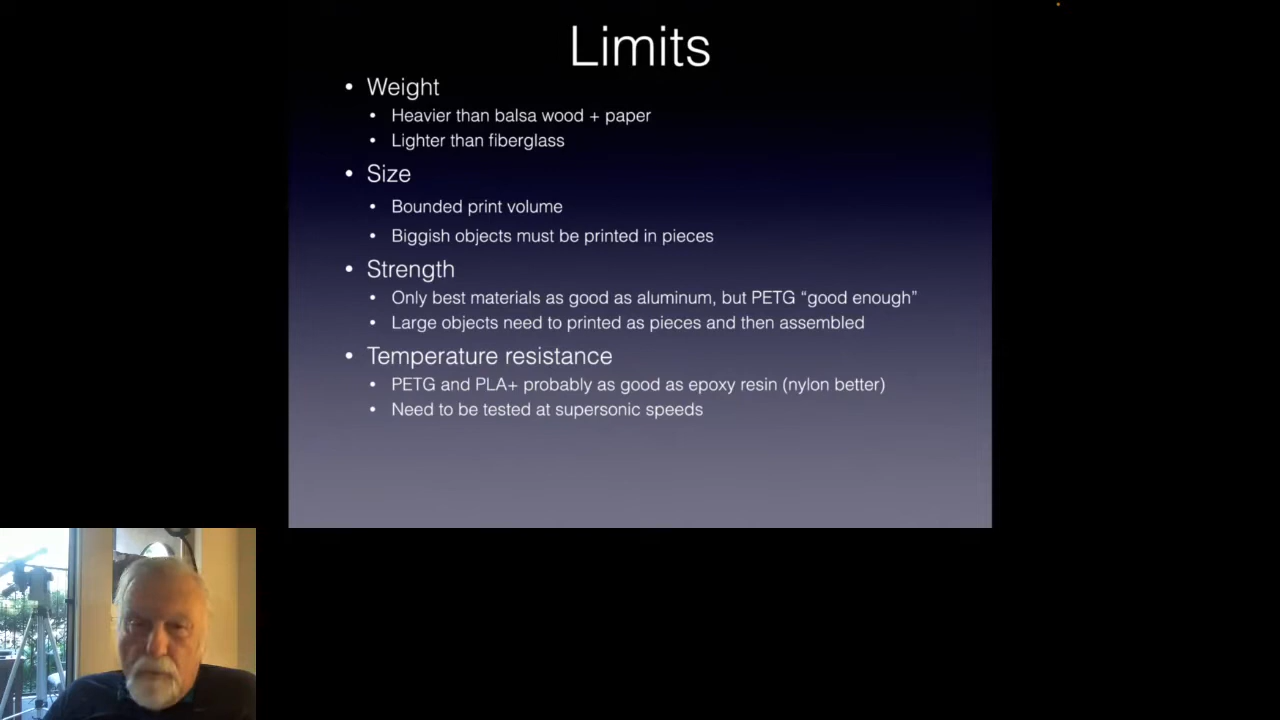 Limits
• Weight
• Heavier than balsa wood + paper
• Lighter than fiberglass
• Size
• Bounded print volume
• Biggish objects must be printed in pieces
• Strength
• Only best materials as good as aluminum, but PETG “good enough”
• Large objects need to printed as pieces and then assembled
• Temperature resistance
• PETG and PLA+ probably as good as epoxy resin (nylon better)
• Need to be tested at supersonic speeds